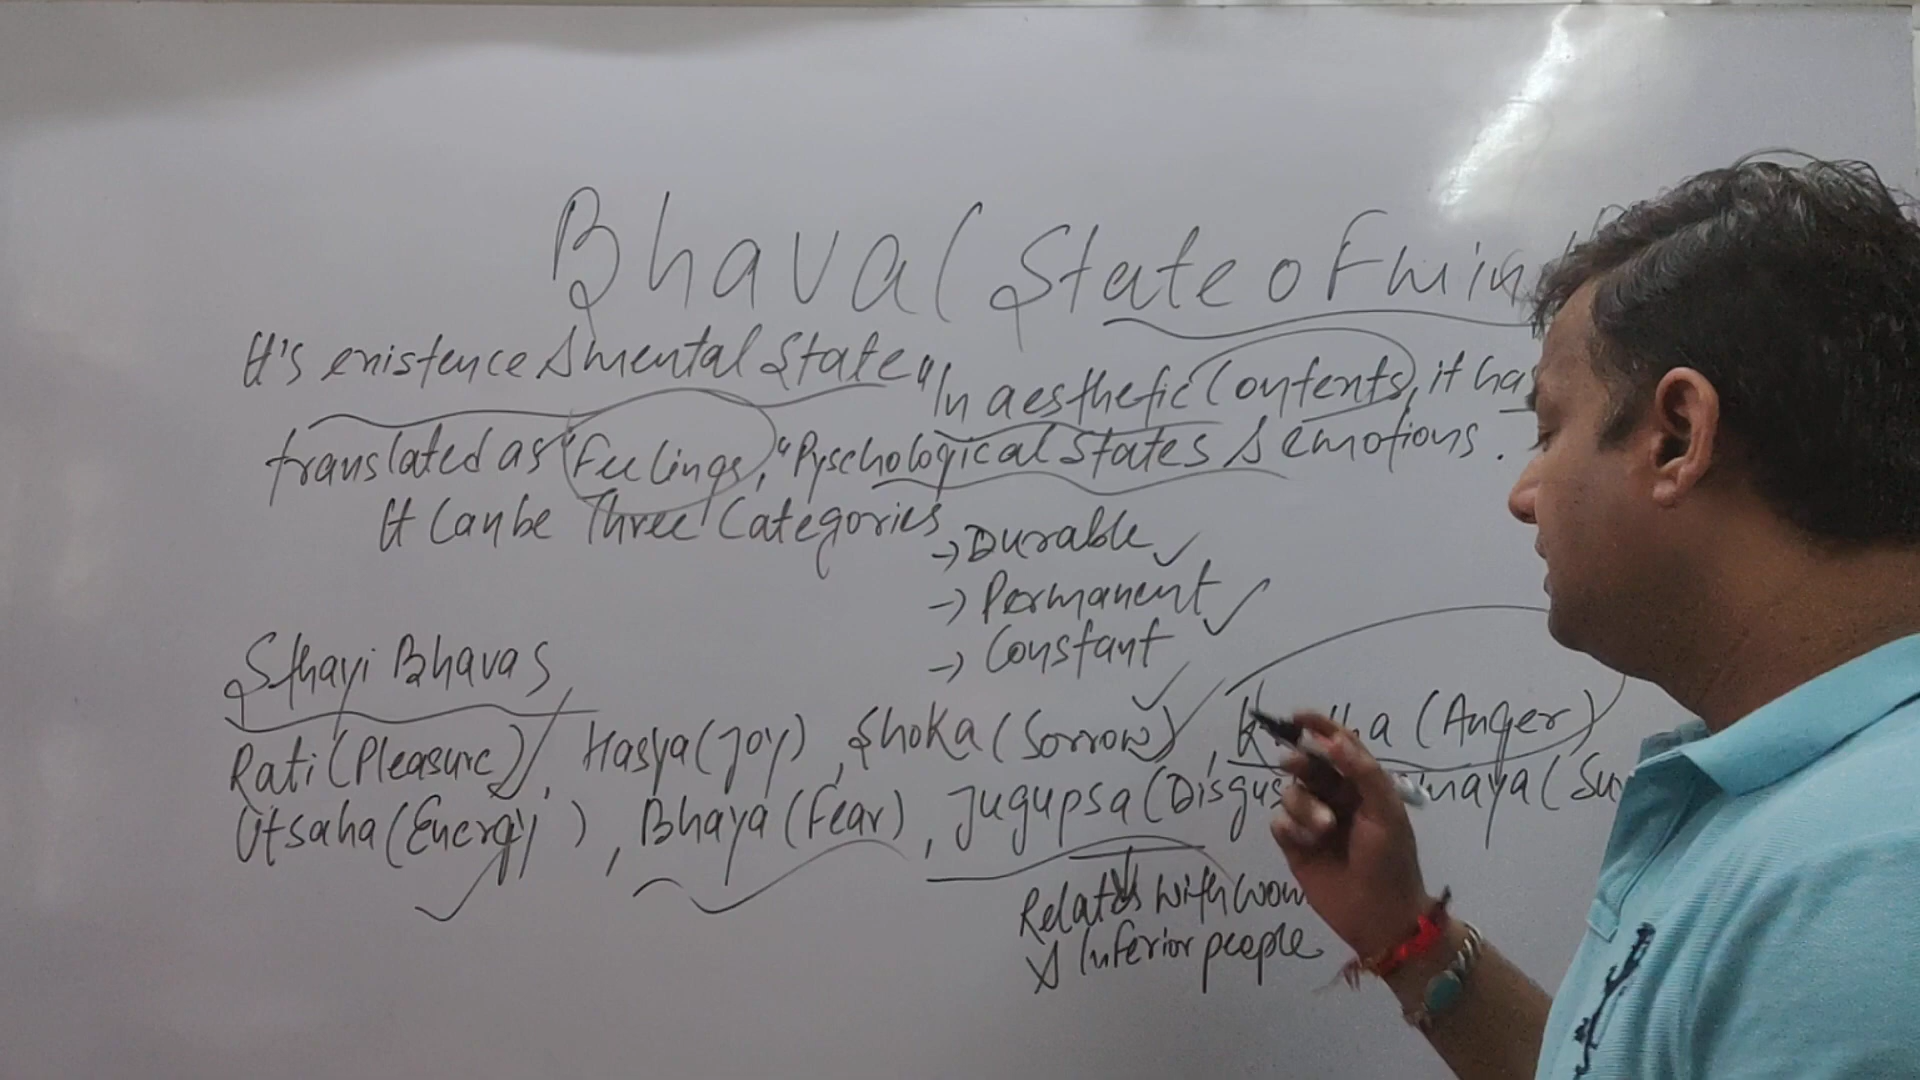 Bhava (State of min
It's existence & mental State" In aesthetic Contents, it has
translated as "Feelings," "Pyschological States & emotions.
It Can be Three Categories
→ Durable
→ Permanent
→ Constant
Sthayi Bhavas
Rati (Pleasure), Hasya (Joy), Shoka (Sorrow), (Anger)
Utsaha (Energy), Bhaya (Fear), Jugupsa (Disgus
Relates with
& Inferior people